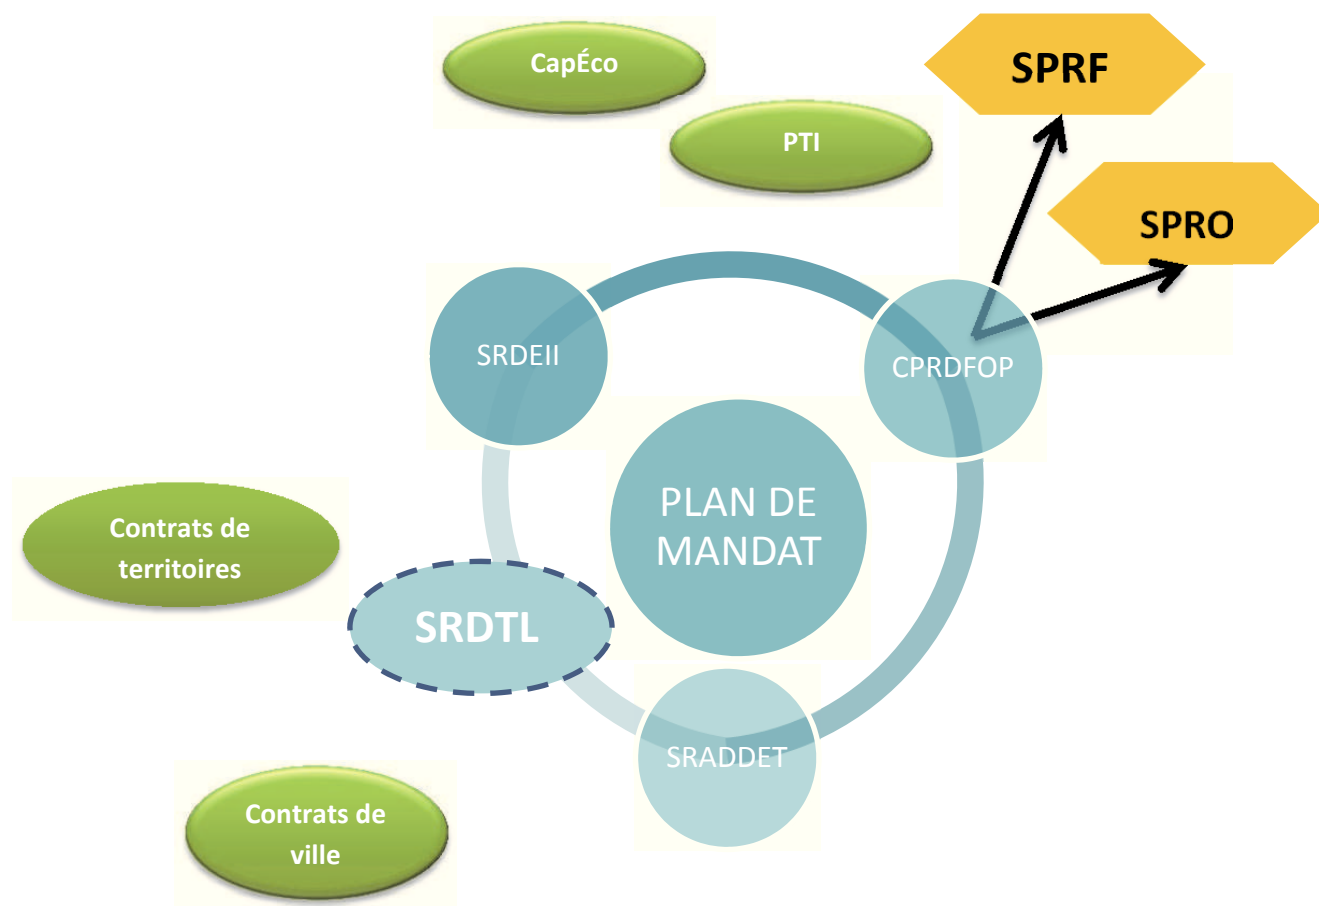 CapÉco
SPRF
PTI
SPRO
SRDEII
CPRDFOP
PLAN DE
MANDAT
Contrats de
territoires
SRDTL
SRADDET
Contrats de
ville